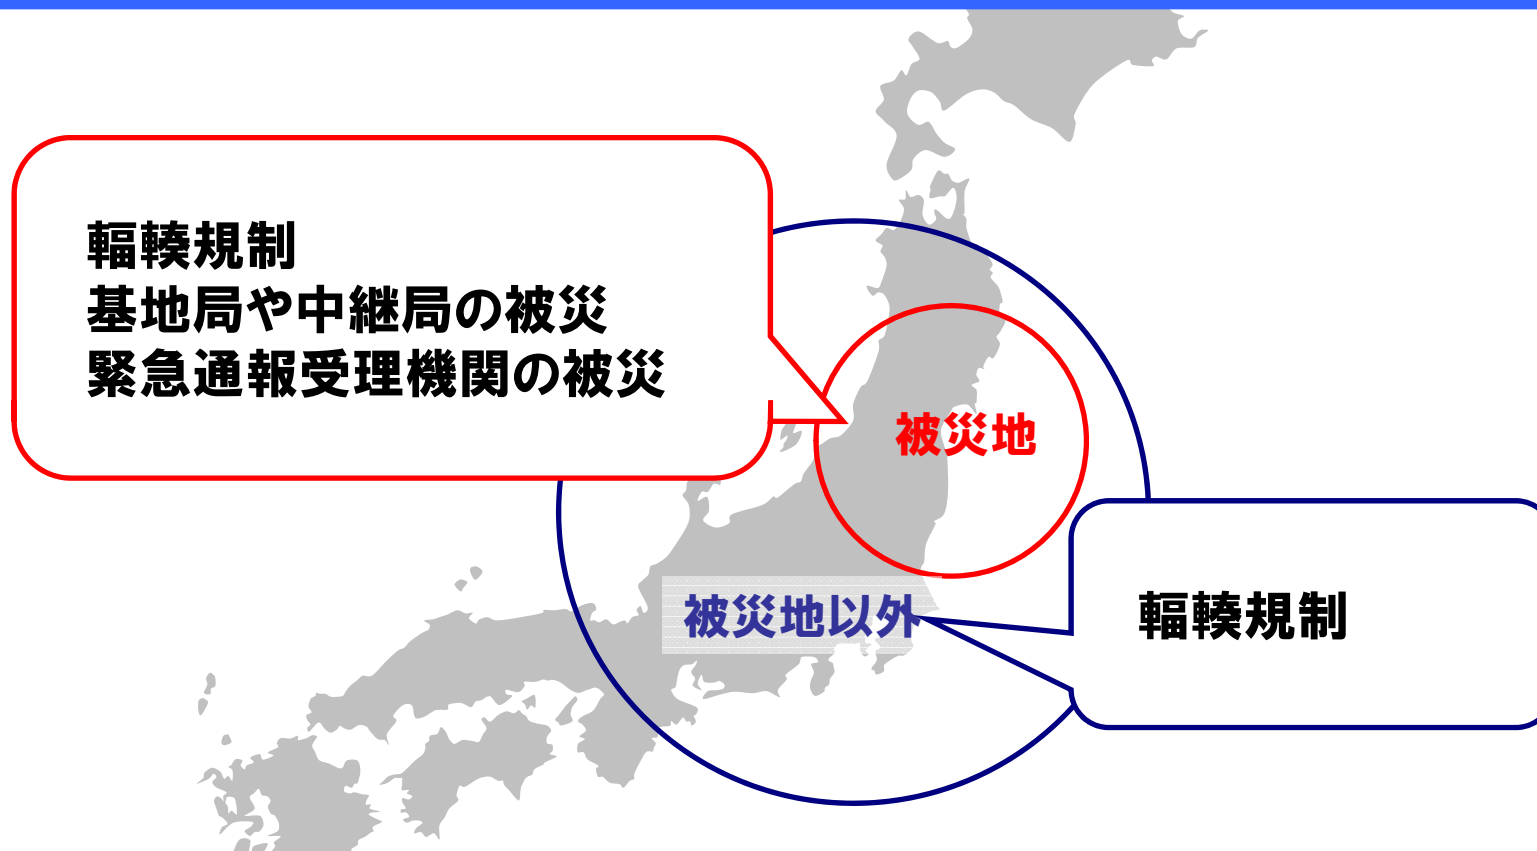 輻輳規制
基地局や中継局の被災
緊急通報受理機関の被災
被災地
被災地以外
輻輳規制